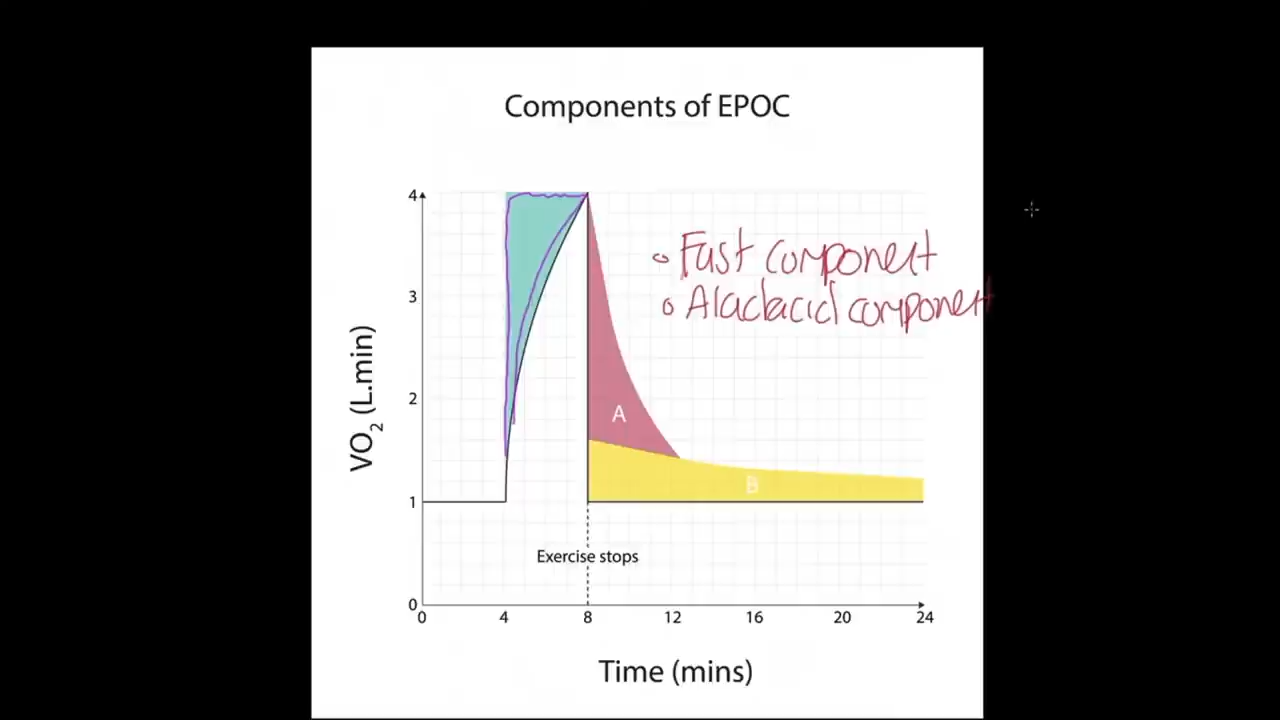 Components of EPOC
4
3
2
1
0
VO2 (L.min)
Fast component
Alactacid component
A
B
Exercise stops
0 4 8 12 16 20 24
Time (mins)